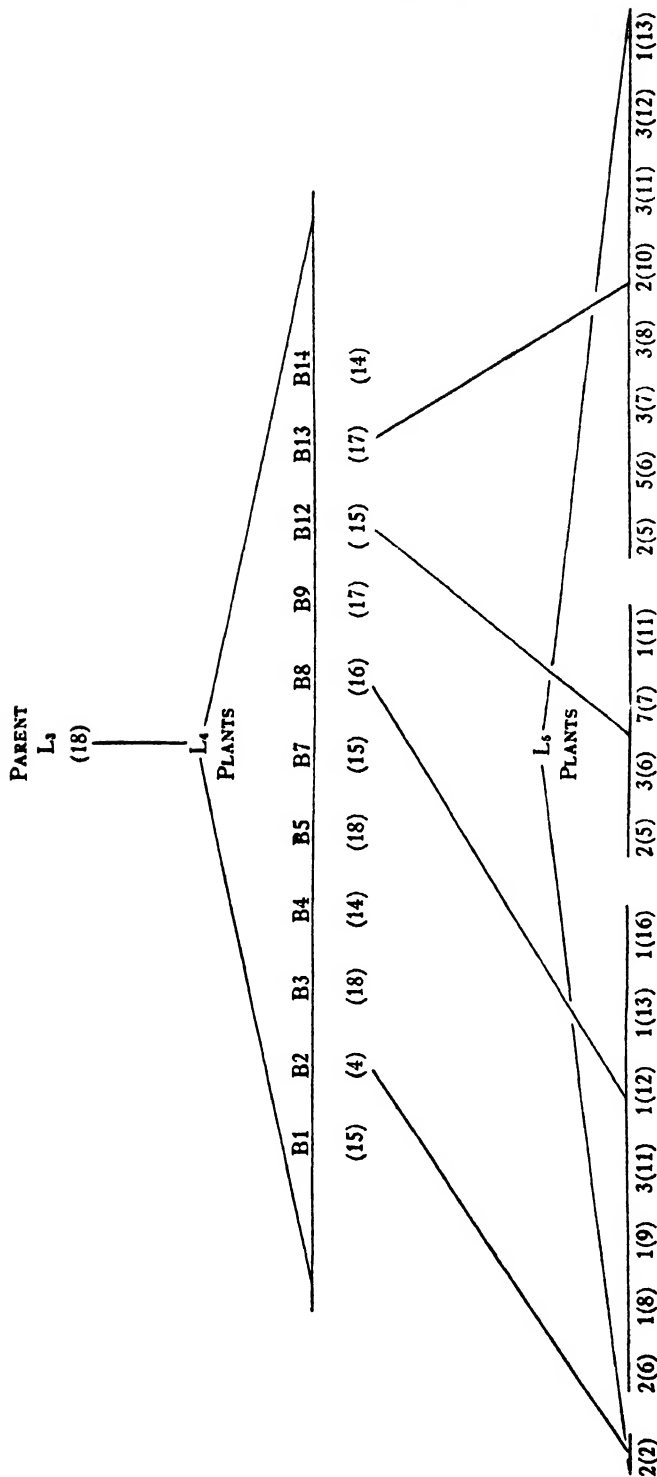 PARENT
L₃
(18)
L₄
PLANTS
B1 B2 B3 B4 B5 B7 B8 B9 B12 B13 B14
(15) (4) (18) (14) (18) (15) (16) (17) ( 15) (17) (14)
L₅
PLANTS
2(2) 2(6) 1(8) 1(9) 3(11) 1(12) 1(13) 1(16) 2(5) 3(6) 7(7) 1(11) 2(5) 5(6) 3(7) 3(8) 2(10) 3(11) 3(12) 1(13)